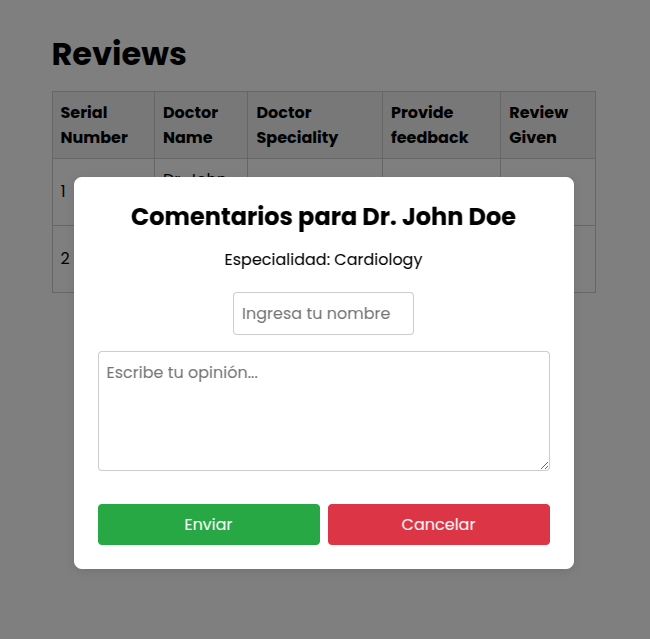 Reviews
Serial Number
Doctor Name
Doctor Speciality
Provide feedback
Review Given
1
2
Comentarios para Dr. John Doe
Especialidad: Cardiology
Ingresa tu nombre
Escribe tu opinión...
Enviar
Cancelar